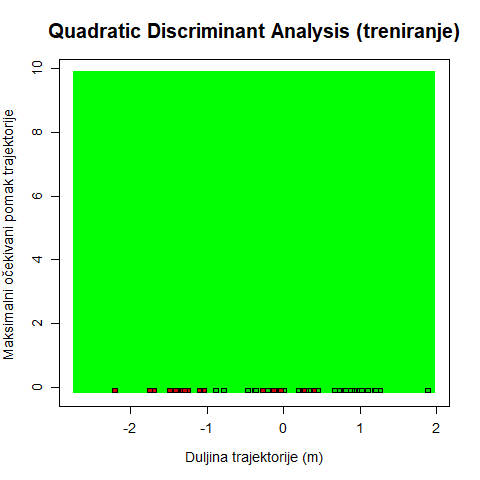 Quadratic Discriminant Analysis (treniranje)
Maksimalni očekivani pomak trajektorije
10
8
6
4
2
0
-2 -1 0 1 2
Duljina trajektorije (m)